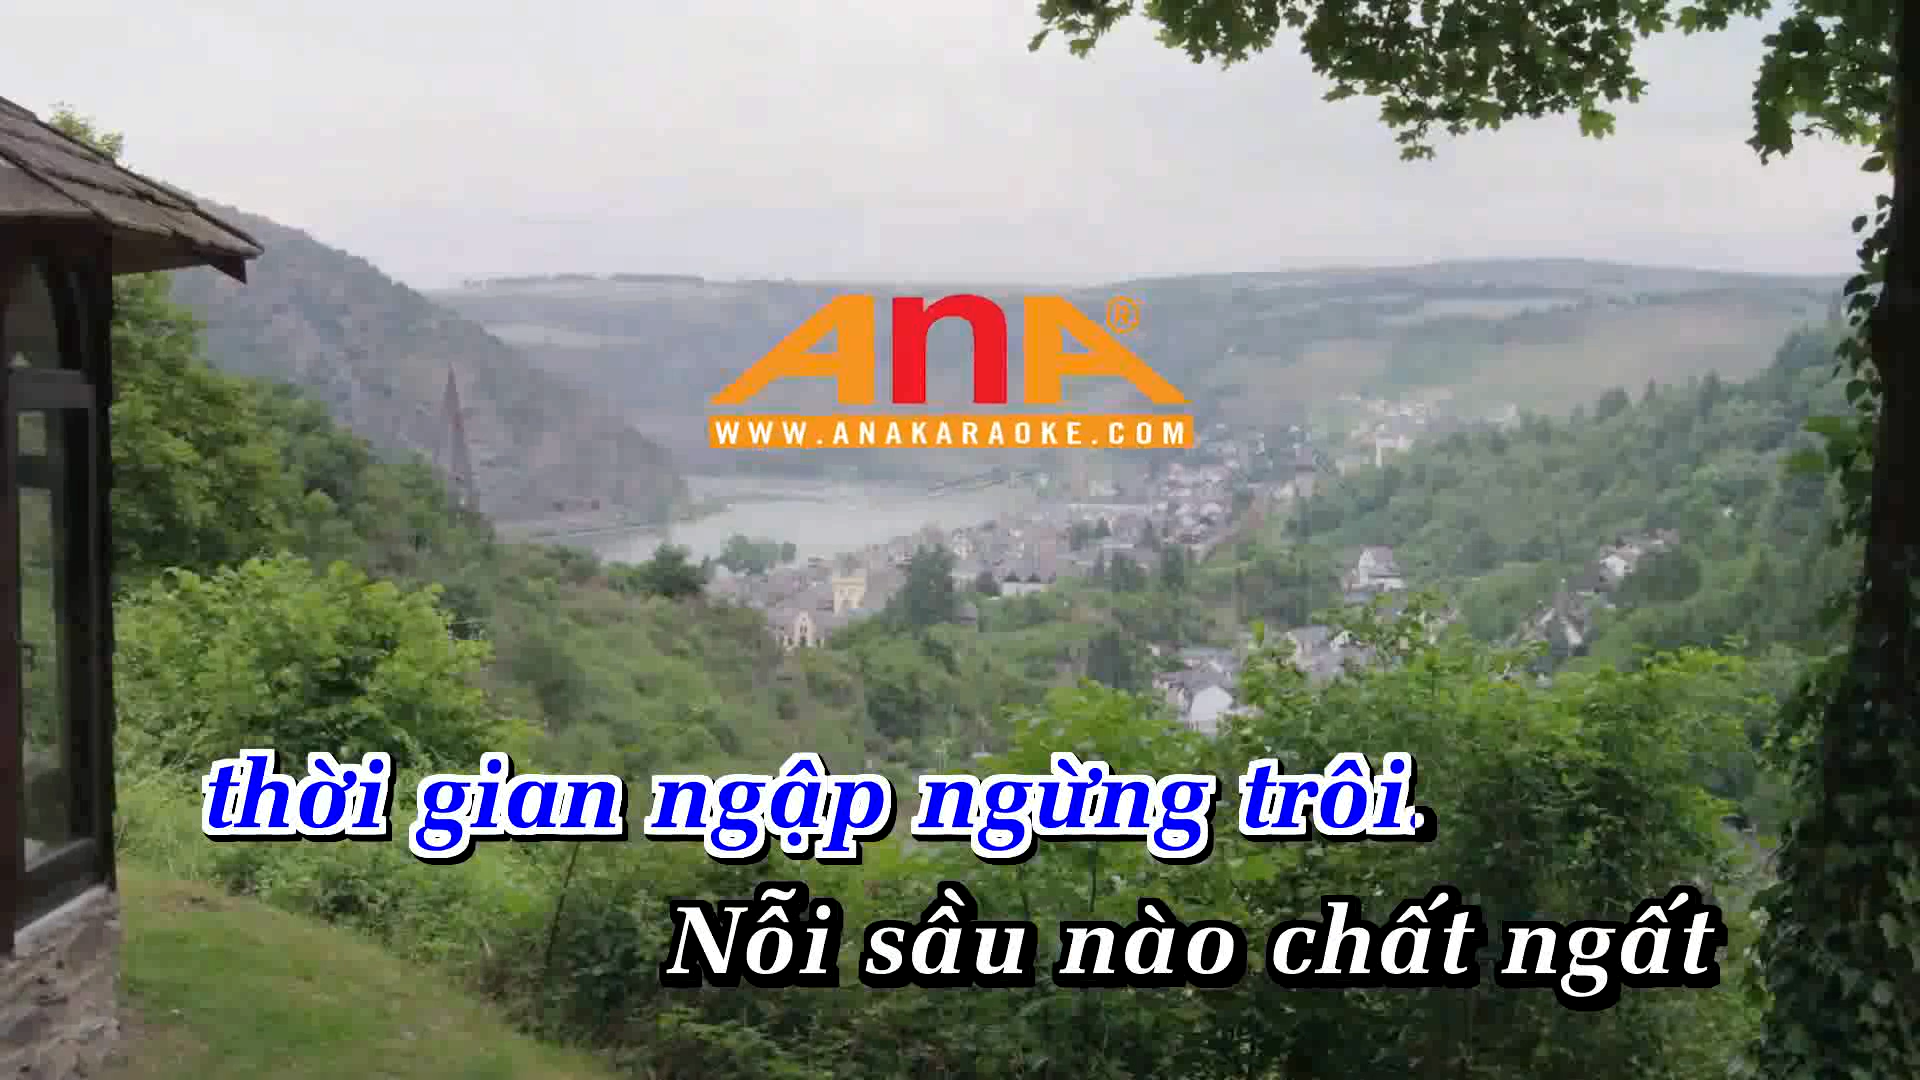 AnA®
WWW.ANAKARAOKE.COM
thời gian ngập ngừng trôi.
Nỗi sầu nào chất ngất